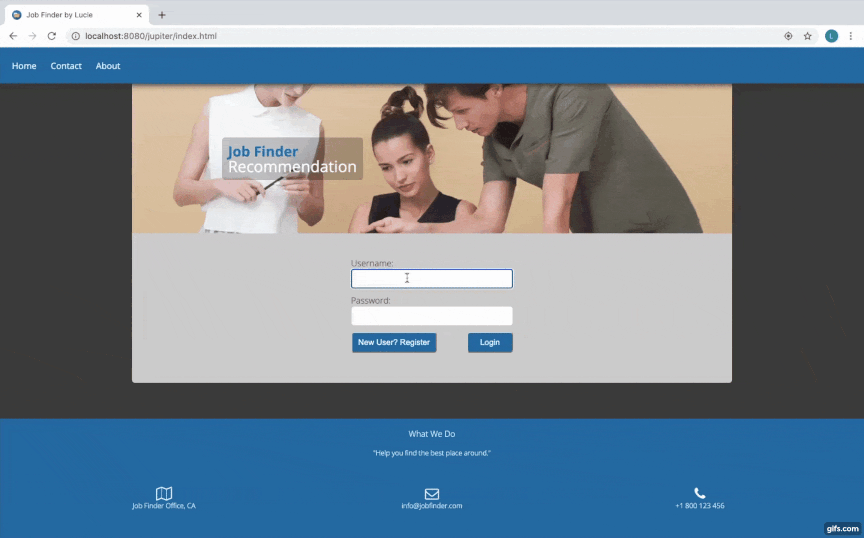 Job Finder by Lucie
localhost:8080/jupiter/index.html
L
Home
Contact
About
Job Finder
Recommendation
Username:
Password:
New User? Register
Login
What We Do
"Help you find the best place around."
Job Finder Office, CA
info@jobfinder.com
+1 800 123 456
gifs.com